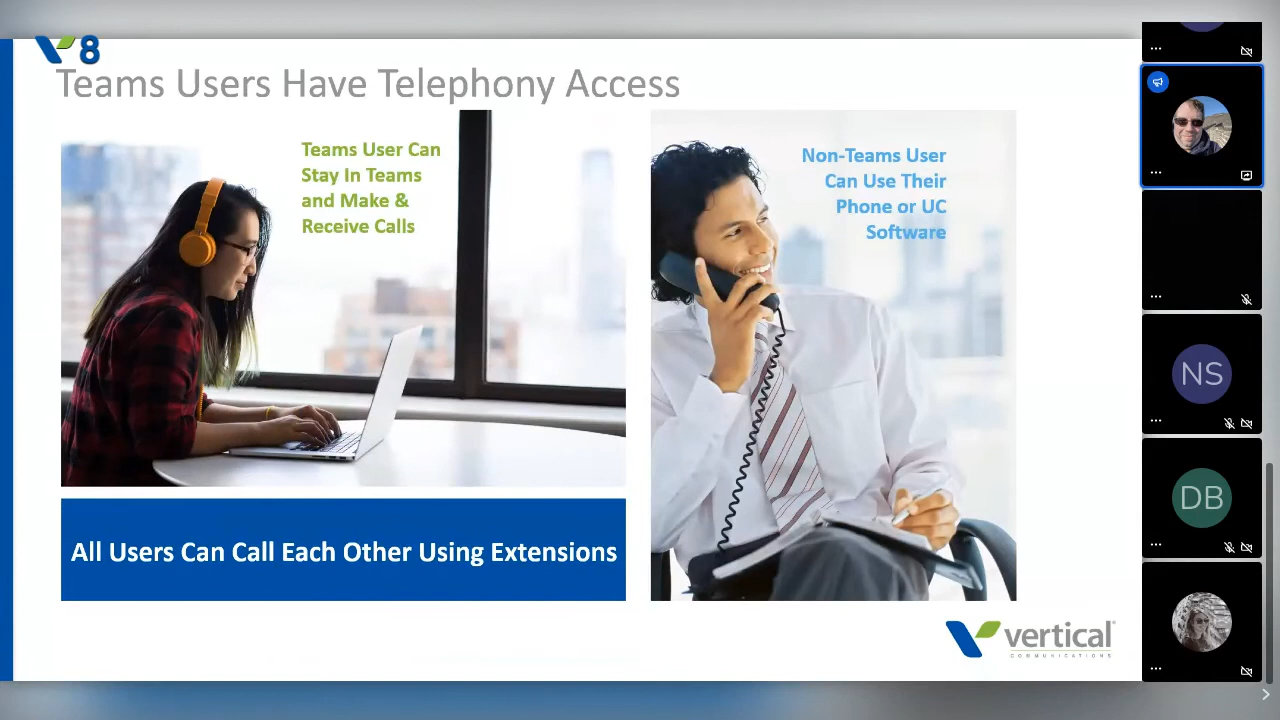 V8
Teams Users Have Telephony Access
Teams User Can
Stay In Teams
and Make &
Receive Calls
Non-Teams User
Can Use Their
Phone or UC
Software
All Users Can Call Each Other Using Extensions
vertical
COMMUNICATIONS
NS
DB